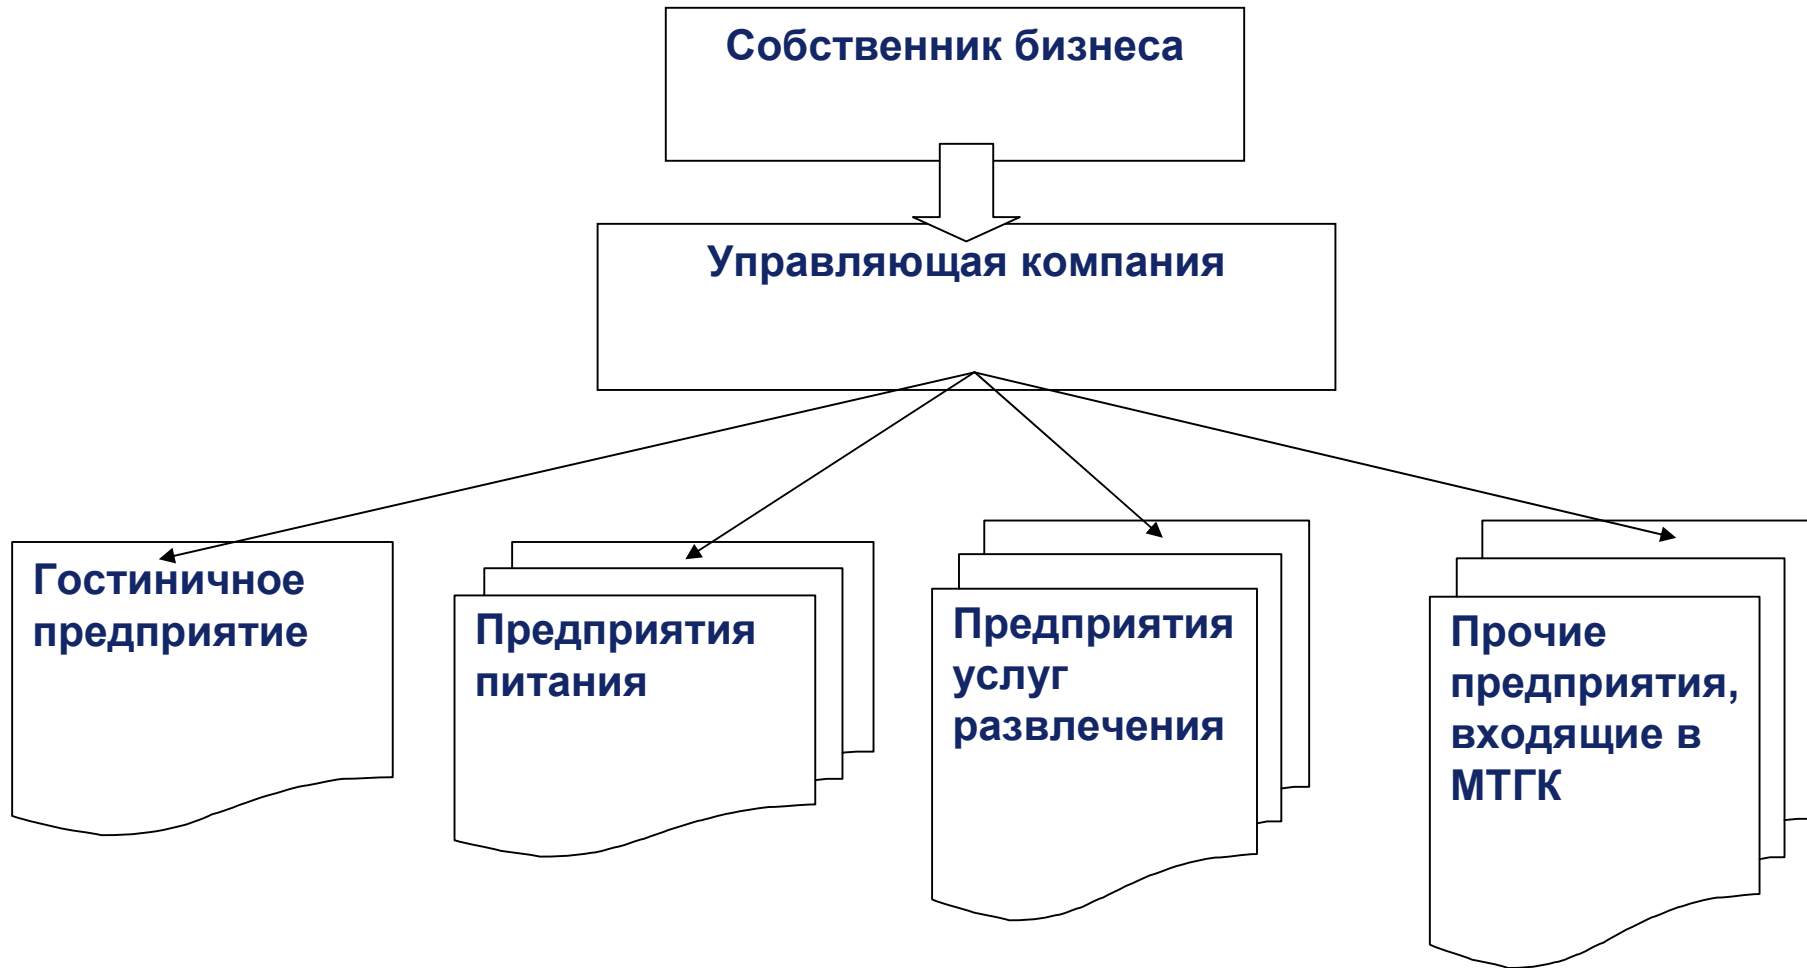 Собственник бизнеса
Управляющая компания
Гостиничное
предприятие
Предприятия
питания
Предприятия
услуг
развлечения
Прочие
предприятия,
входящие в
МТГК